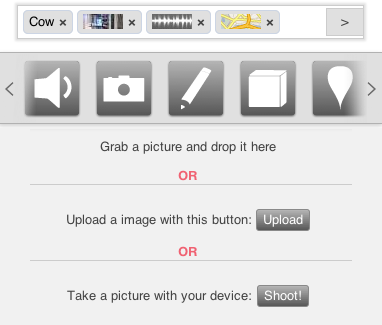 Cow × × × × >
Grab a picture and drop it here
OR
Upload a image with this button: Upload
OR
Take a picture with your device: Shoot!